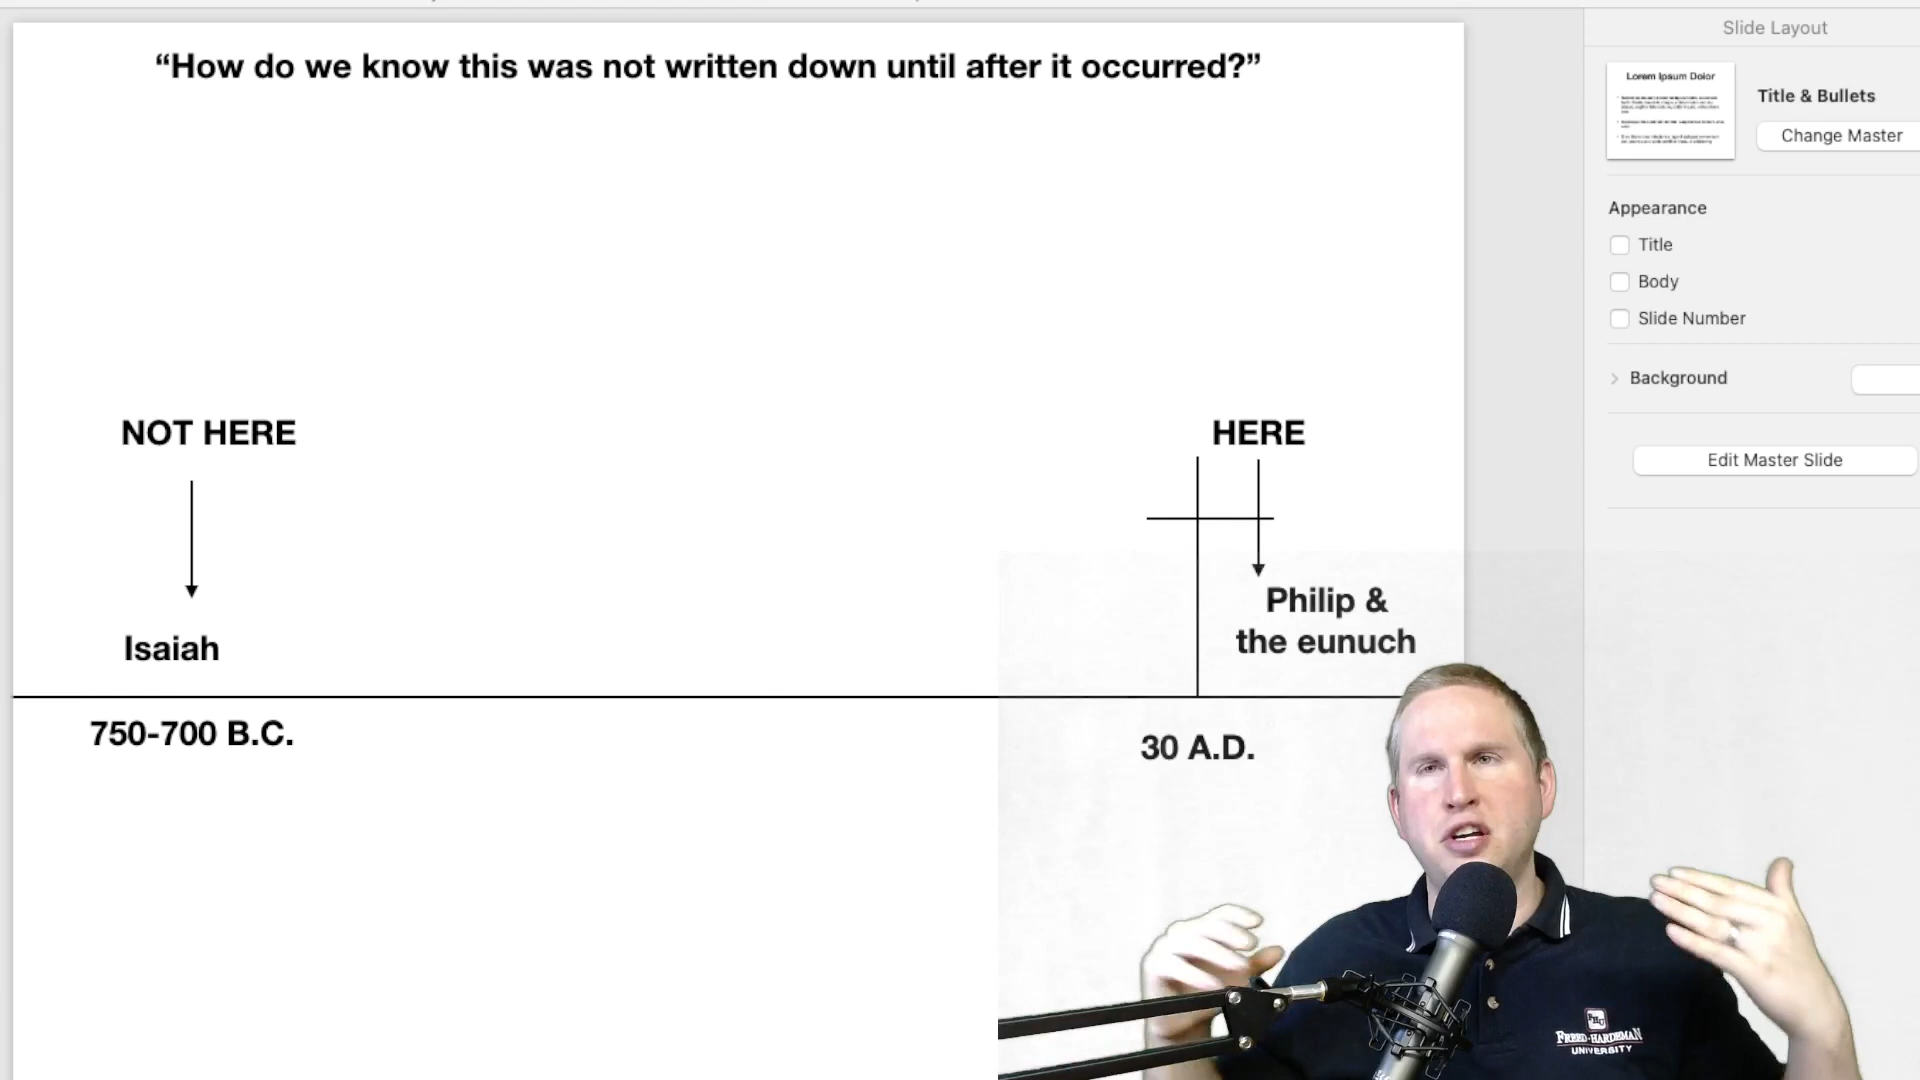 “How do we know this was not written down until after it occurred?”
NOT HERE
HERE
Philip &
the eunuch
Isaiah
750-700 B.C.
30 A.D.
Slide Layout
Lorem Ipsum Dolor
Title & Bullets
Change Master
Appearance
Title
Body
Slide Number
Background
Edit Master Slide
FHU
FREED-HARDEMAN
UNIVERSITY